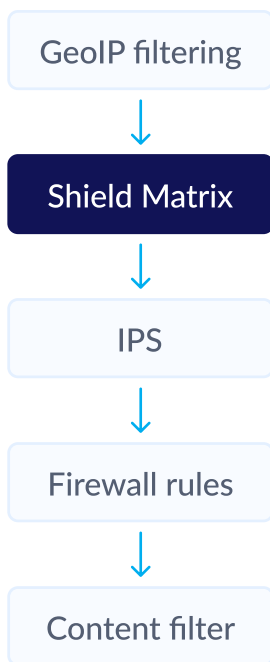 GeoIP filtering
Shield Matrix
IPS
Firewall rules
Content filter